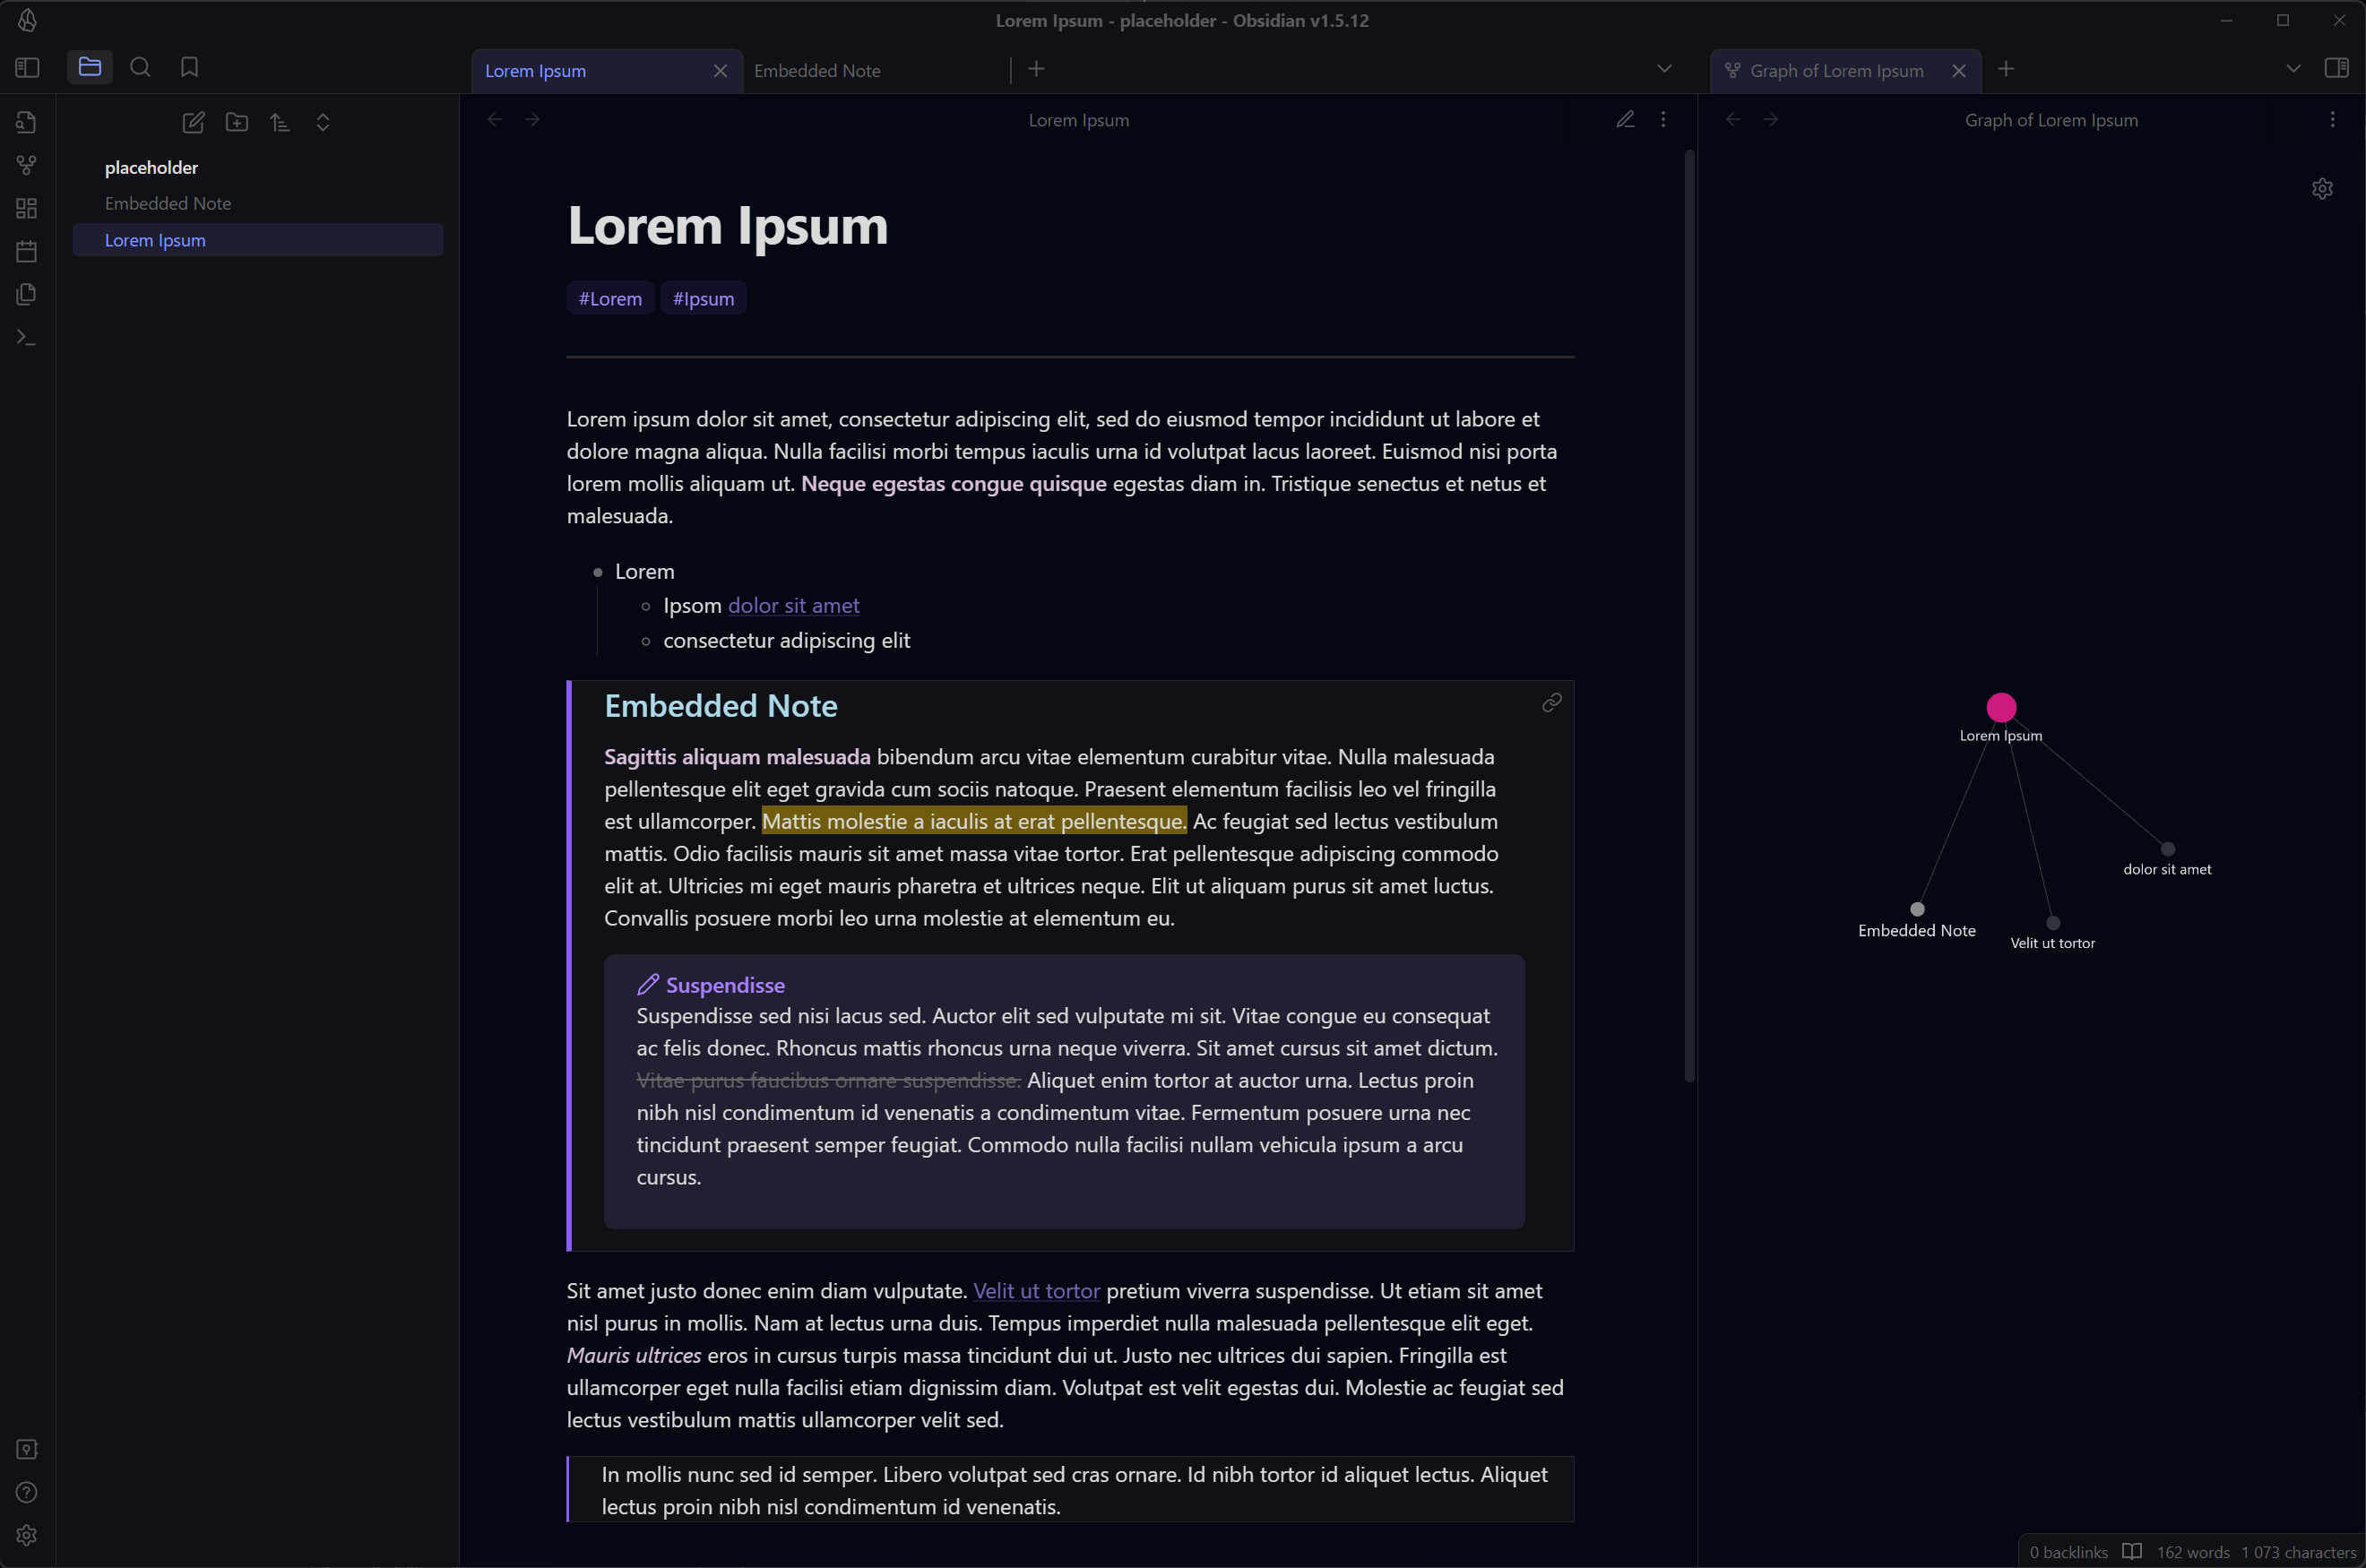 Lorem Ipsum - placeholder - Obsidian v1.5.12
Lorem Ipsum
Embedded Note
Graph of Lorem Ipsum
placeholder
Embedded Note
Lorem Ipsum
Lorem Ipsum
Lorem Ipsum
#Lorem #Ipsum
Lorem ipsum dolor sit amet, consectetur adipiscing elit, sed do eiusmod tempor incididunt ut labore et
dolore magna aliqua. Nulla facilisi morbi tempus iaculis urna id volutpat lacus laoreet. Euismod nisi porta
lorem mollis aliquam ut. Neque egestas congue quisque egestas diam in. Tristique senectus et netus et
malesuada.
Lorem
Ipsom dolor sit amet
consectetur adipiscing elit
Embedded Note
Sagittis aliquam malesuada bibendum arcu vitae elementum curabitur vitae. Nulla malesuada
pellentesque elit eget gravida cum sociis natoque. Praesent elementum facilisis leo vel fringilla
est ullamcorper. Mattis molestie a iaculis at erat pellentesque. Ac feugiat sed lectus vestibulum
mattis. Odio facilisis mauris sit amet massa vitae tortor. Erat pellentesque adipiscing commodo
elit at. Ultricies mi eget mauris pharetra et ultrices neque. Elit ut aliquam purus sit amet luctus.
Convallis posuere morbi leo urna molestie at elementum eu.
Suspendisse
Suspendisse sed nisi lacus sed. Auctor elit sed vulputate mi sit. Vitae congue eu consequat
ac felis donec. Rhoncus mattis rhoncus urna neque viverra. Sit amet cursus sit amet dictum.
Vitae purus faucibus ornare suspendisse. Aliquet enim tortor at auctor urna. Lectus proin
nibh nisl condimentum id venenatis a condimentum vitae. Fermentum posuere urna nec
tincidunt praesent semper feugiat. Commodo nulla facilisi nullam vehicula ipsum a arcu
cursus.
Sit amet justo donec enim diam vulputate. Velit ut tortor pretium viverra suspendisse. Ut etiam sit amet
nisl purus in mollis. Nam at lectus urna duis. Tempus imperdiet nulla malesuada pellentesque elit eget.
Mauris ultrices eros in cursus turpis massa tincidunt dui ut. Justo nec ultrices dui sapien. Fringilla est
ullamcorper eget nulla facilisi etiam dignissim diam. Volutpat est velit egestas dui. Molestie ac feugiat sed
lectus vestibulum mattis ullamcorper velit sed.
In mollis nunc sed id semper. Libero volutpat sed cras ornare. Id nibh tortor id aliquet lectus. Aliquet
lectus proin nibh nisl condimentum id venenatis.
Graph of Lorem Ipsum
Lorem Ipsum
dolor sit amet
Embedded Note
Velit ut tortor
0 backlinks 162 words 1 073 characters